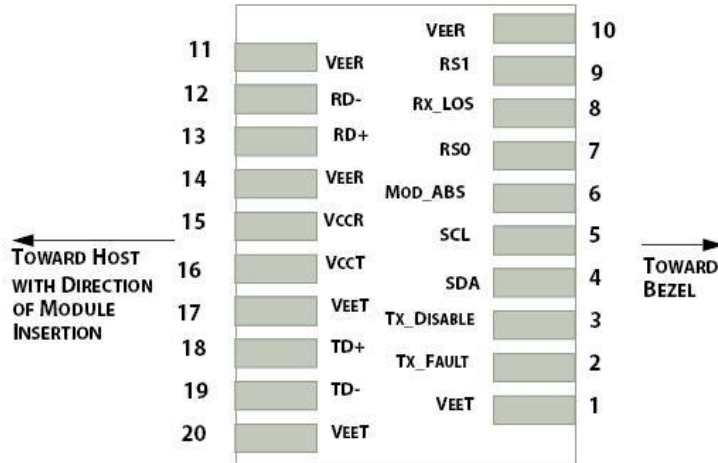 VEER 10
11 VEER
RS1 9
12 RD-
RX_LOS 8
13 RD+
RS0 7
14 VEER
MOD_ABS 6
15 VCCR
SCL 5
TOWARD HOST
WITH DIRECTION
OF MODULE
INSERTION
16 VCCT
SDA 4
TOWARD
BEZEL
17 VEET
TX_DISABLE 3
18 TD+
TX_FAULT 2
19 TD-
VEET 1
20 VEET